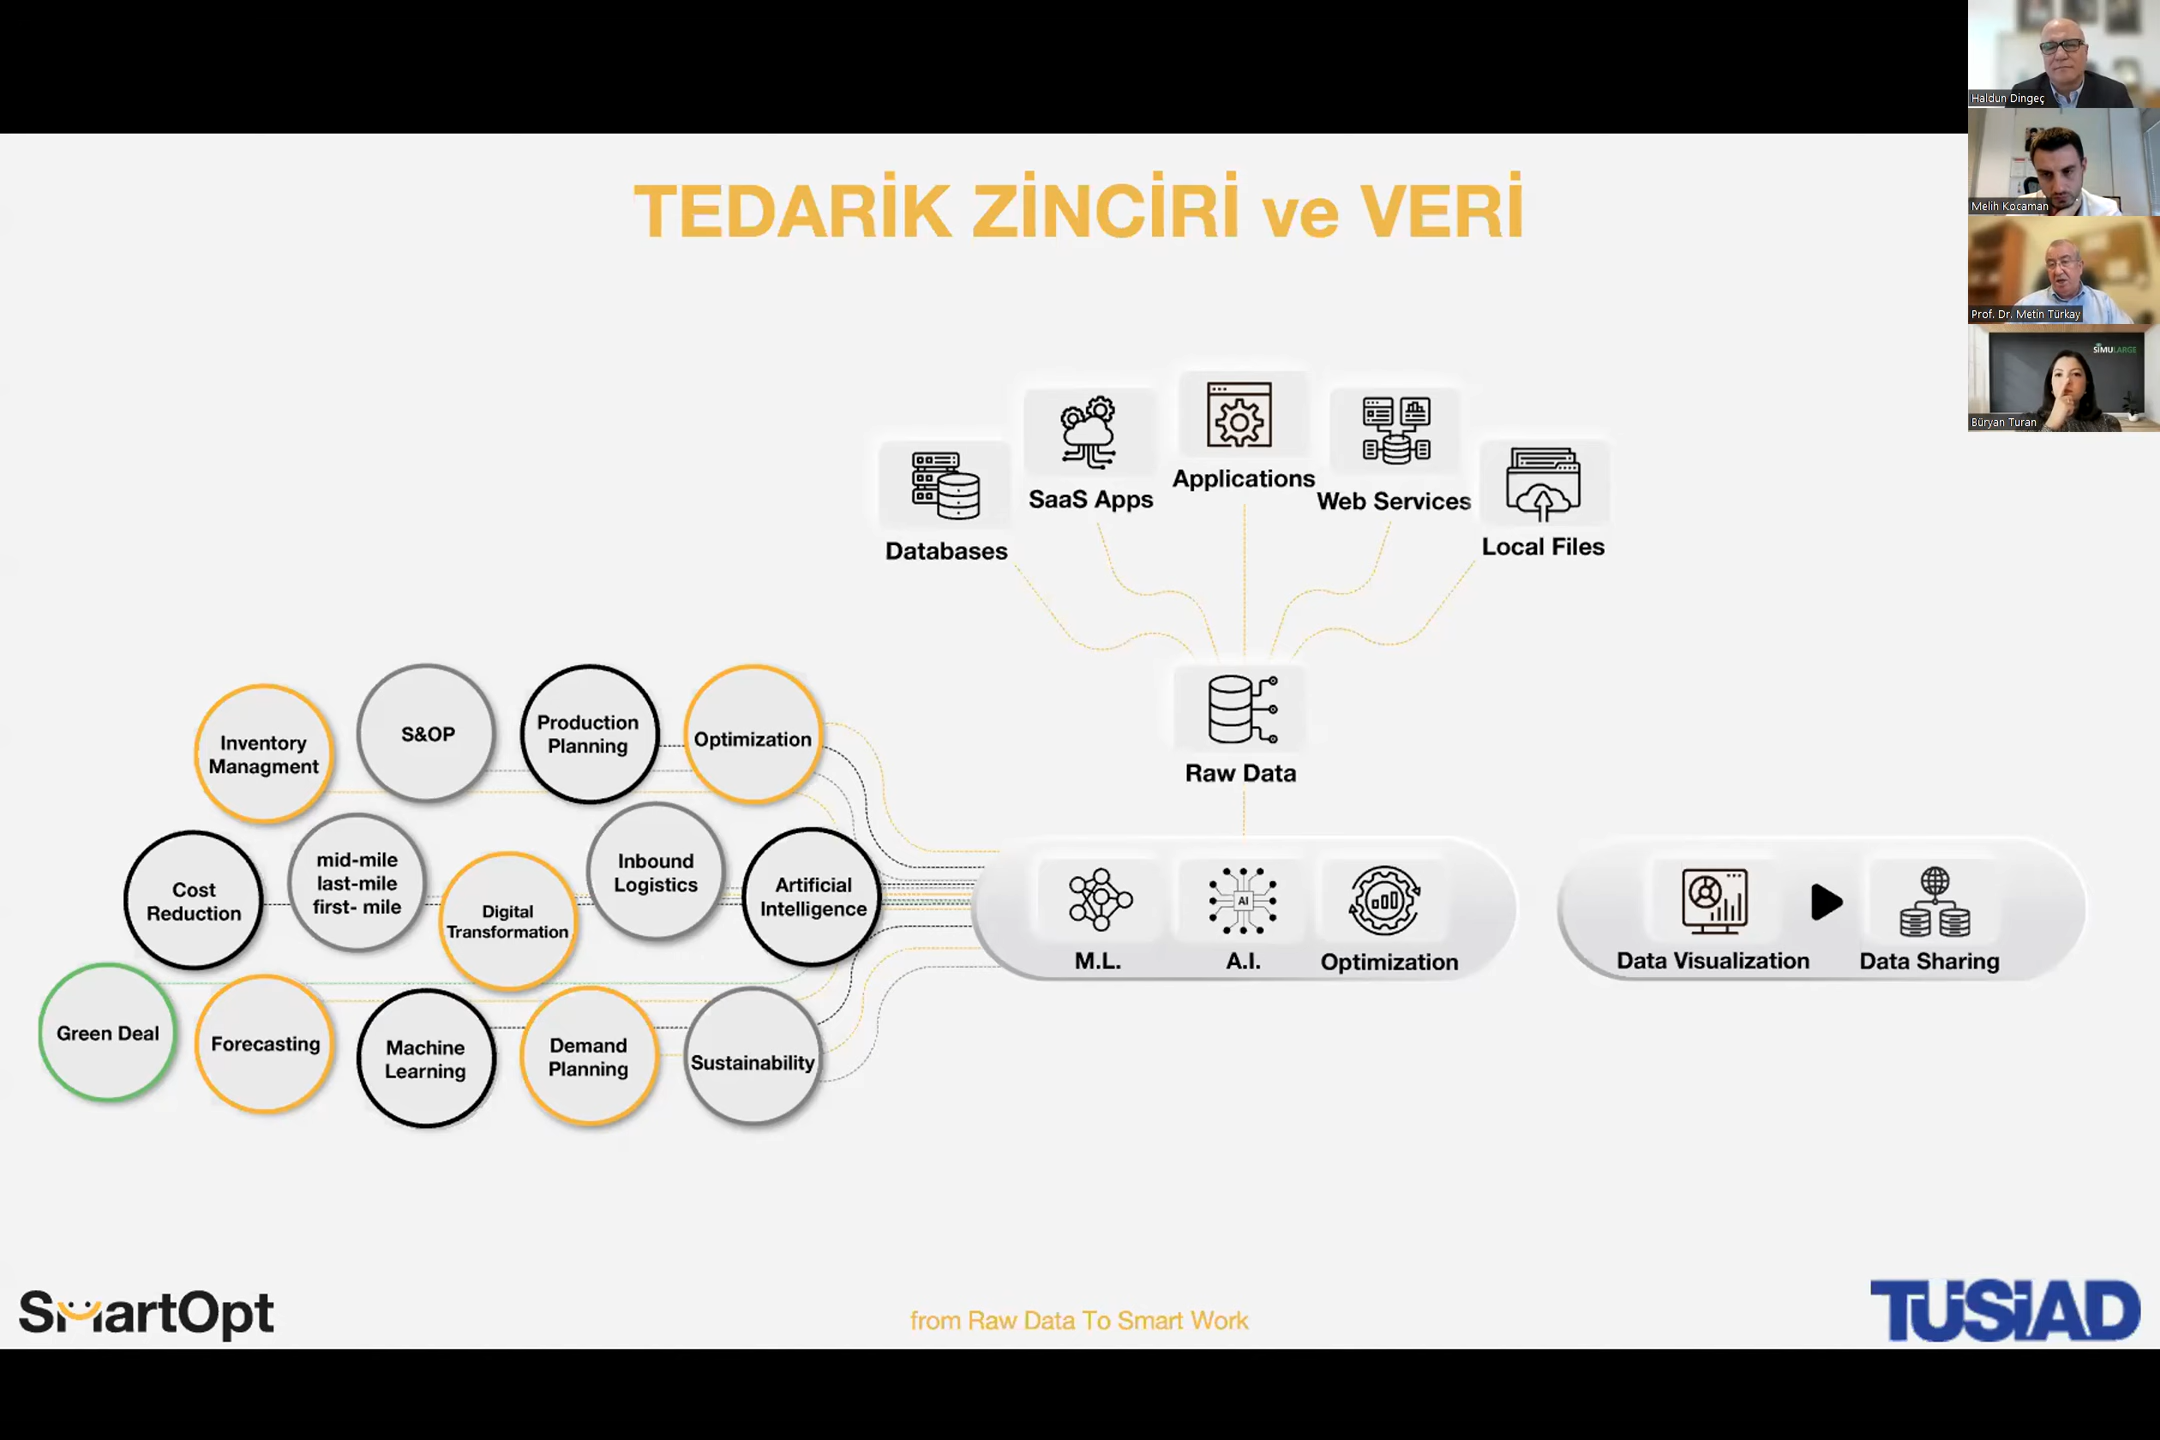 Haldun Dingeç
Melih Kocaman
Prof. Dr. Metin Türkay
SİMULARGE
Büryan Turan
TEDARİK ZİNCİRİ ve VERİ
Databases
SaaS Apps
Applications
Web Services
Local Files
Raw Data
Inventory
Managment
S&OP
Production
Planning
Optimization
Cost
Reduction
mid-mile
last-mile
first- mile
Digital
Transformation
Inbound
Logistics
Artificial
Intelligence
Green Deal
Forecasting
Machine
Learning
Demand
Planning
Sustainability
M.L.
AI
A.I.
Optimization
Data Visualization
Data Sharing
SmartOpt
from Raw Data To Smart Work
TÜSİAD